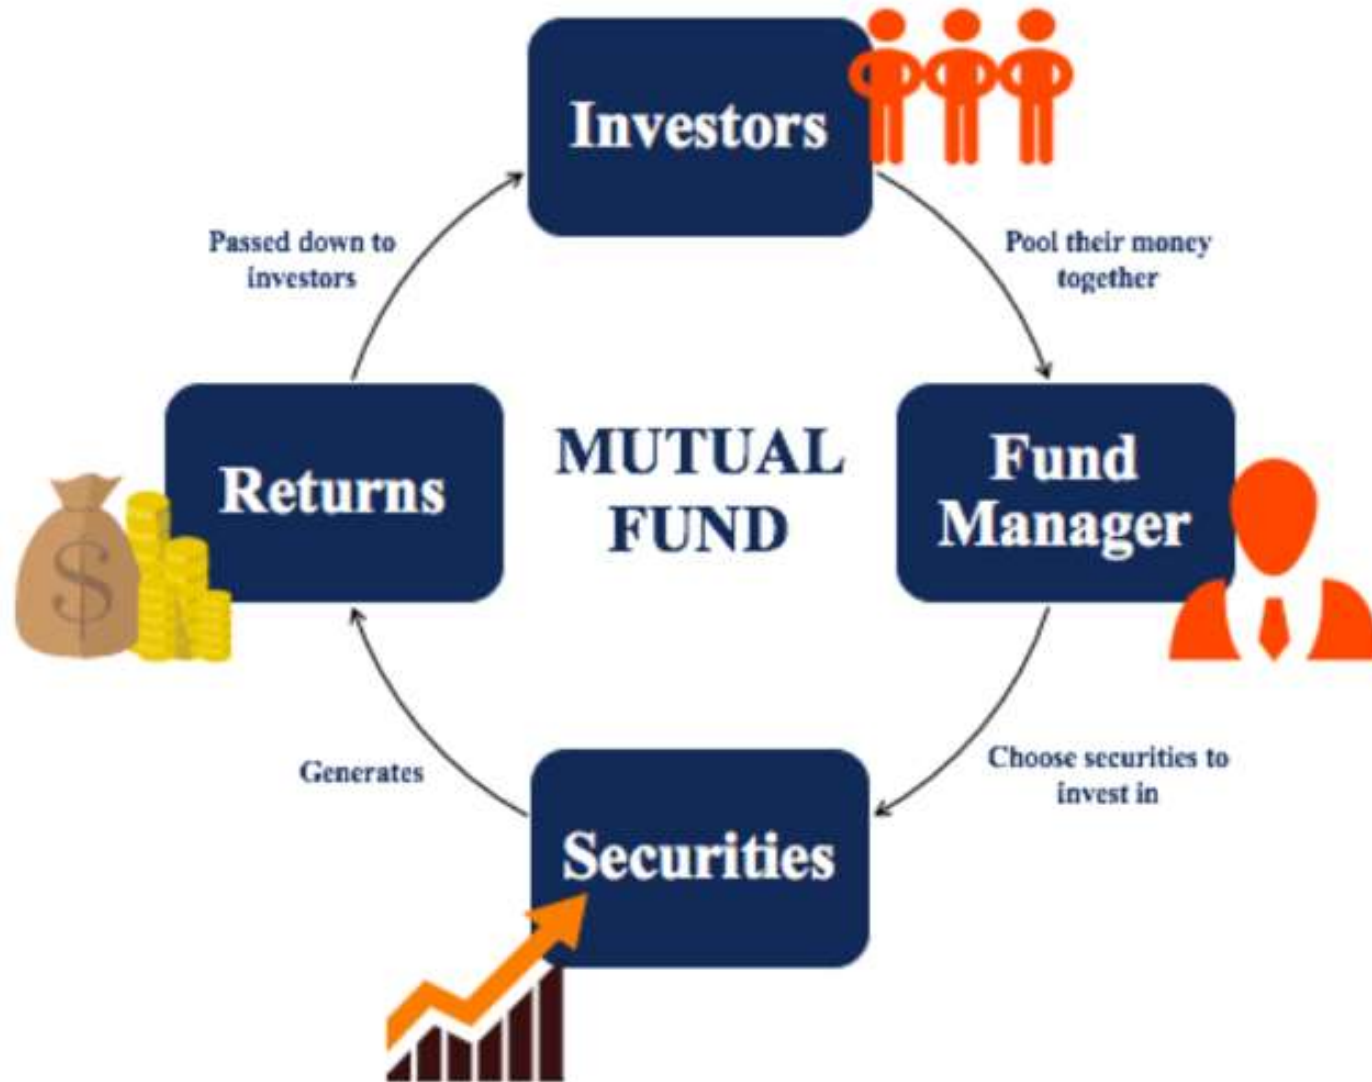 Investors
Passed down to
investors
Pool their money
together
Returns
MUTUAL
FUND
Fund
Manager
$
Generates
Choose securities to
invest in
Securities